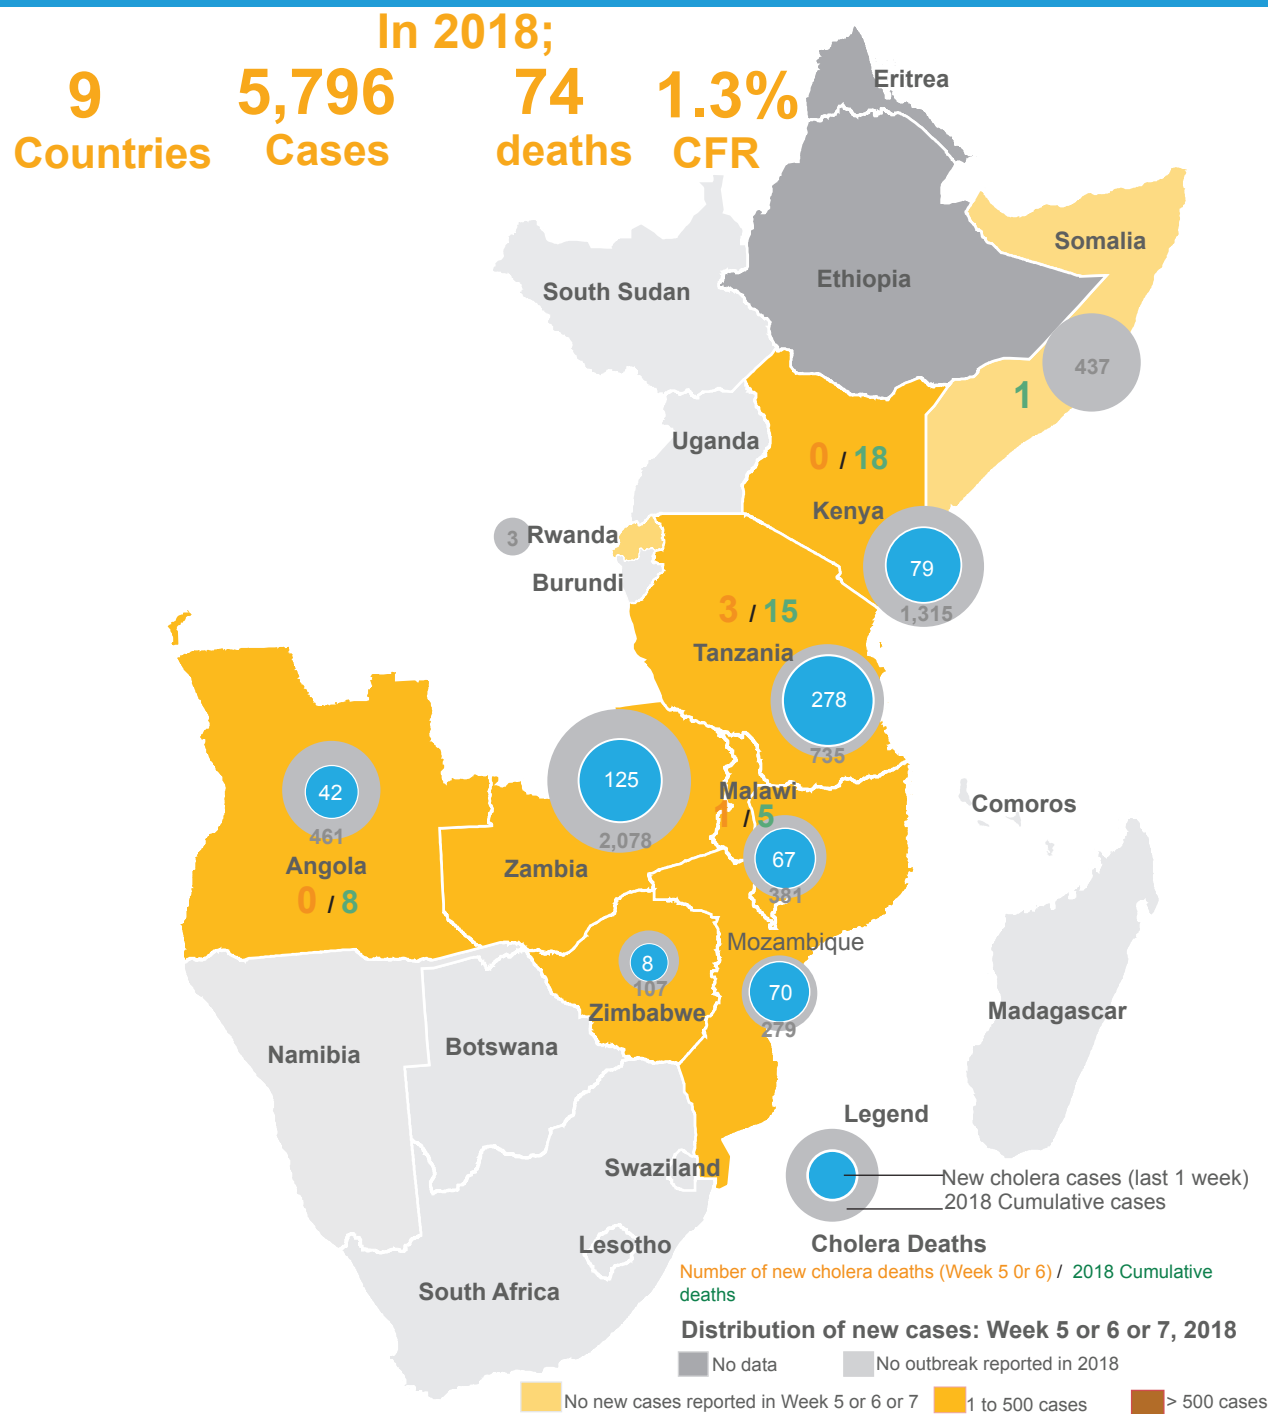 In 2018;
9
Countries
5,796
Cases
74
deaths
1.3%
CFR
Eritrea
Somalia
Ethiopia
South Sudan
437
1
Uganda
0 / 18
Kenya
3
Rwanda
79
1,315
Burundi
3 / 15
Tanzania
278
735
125
2,078
42
461
Malawi
1 / 5
Comoros
Angola
0 / 8
Zambia
67
381
Mozambique
8
107
Zimbabwe
70
279
Madagascar
Namibia
Botswana
Legend
Swaziland
New cholera cases (last 1 week)
2018 Cumulative cases
Lesotho
Cholera Deaths
South Africa
Number of new cholera deaths (Week 5 0r 6) / 2018 Cumulative
deaths
Distribution of new cases: Week 5 or 6 or 7, 2018
No data
No outbreak reported in 2018
No new cases reported in Week 5 or 6 or 7
1 to 500 cases
> 500 cases